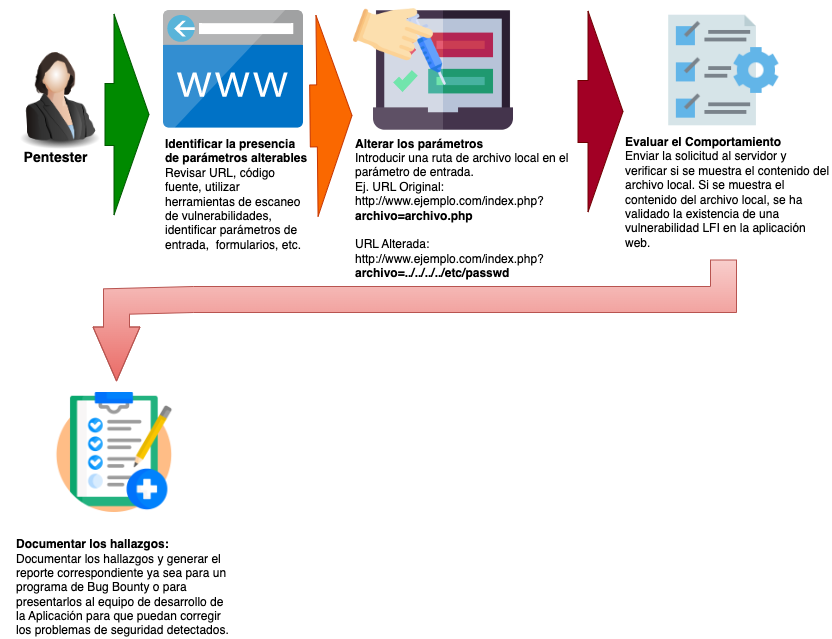 WWW
Pentester
Identificar la presencia
de parámetros alterables
Revisar URL, código
fuente, utilizar
herramientas de escaneo
de vulnerabilidades,
identificar parámetros de
entrada, formularios, etc.
Alterar los parámetros
Introducir una ruta de archivo local en el
parámetro de entrada.
Ej. URL Original:
http://www.ejemplo.com/index.php?
archivo=archivo.php
URL Alterada:
http://www.ejemplo.com/index.php?
archivo=../../../../etc/passwd
Evaluar el Comportamiento
Enviar la solicitud al servidor y
verificar si se muestra el contenido del
archivo local. Si se muestra el
contenido del archivo local, se ha
validado la existencia de una
vulnerabilidad LFI en la aplicación
web.
Documentar los hallazgos:
Documentar los hallazgos y generar el
reporte correspondiente ya sea para un
programa de Bug Bounty o para
presentarlos al equipo de desarrollo de
la Aplicación para que puedan corregir
los problemas de seguridad detectados.